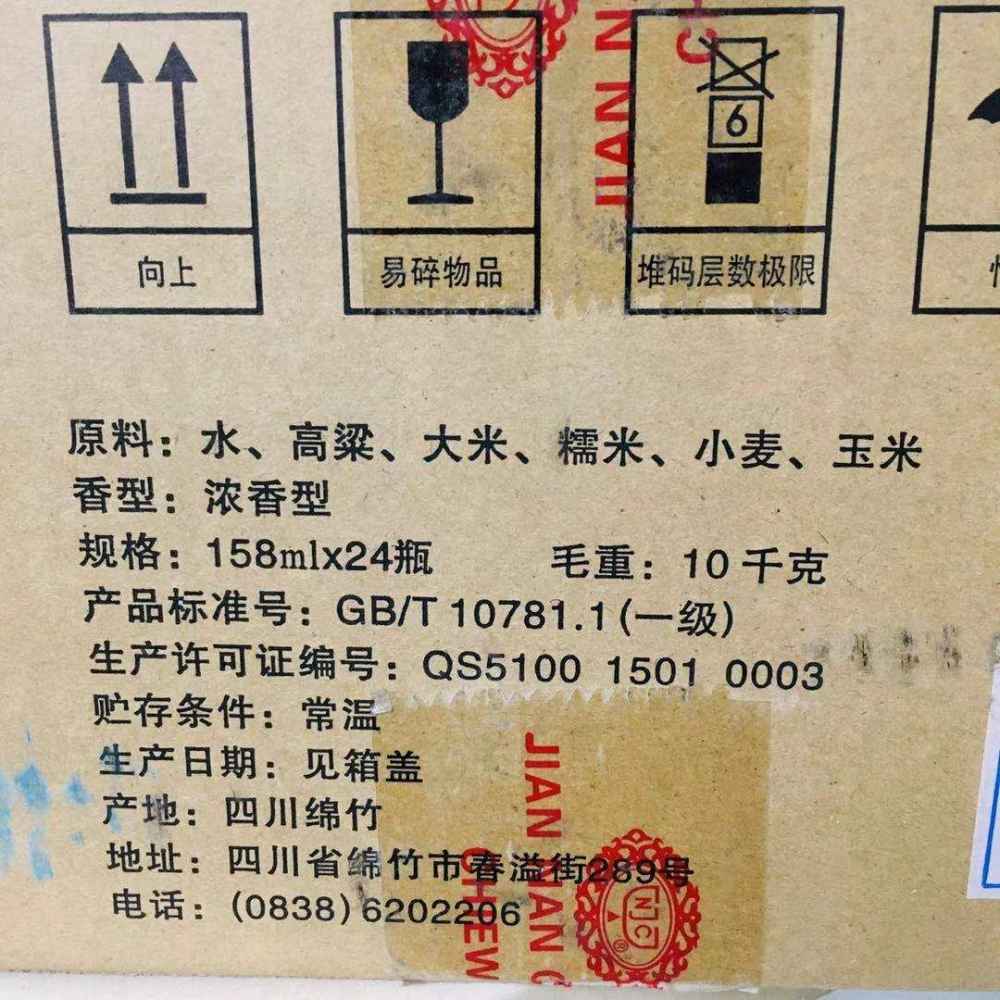 JIAN N
6
向上
易碎物品
堆码层数极限
原料：水、高粱、大米、糯米、小麦、玉米
香型：浓香型
规格：158mlx24瓶 毛重：10千克
产品标准号：GB/T 10781.1(一级)
生产许可证编号：QS5100 1501 0003
贮存条件：常温
生产日期：见箱盖
产地：四川绵竹
地址：四川省绵竹市春溢街289号
电话：(0838)6202206
JIAN NAN C
CHEW
NJC
®